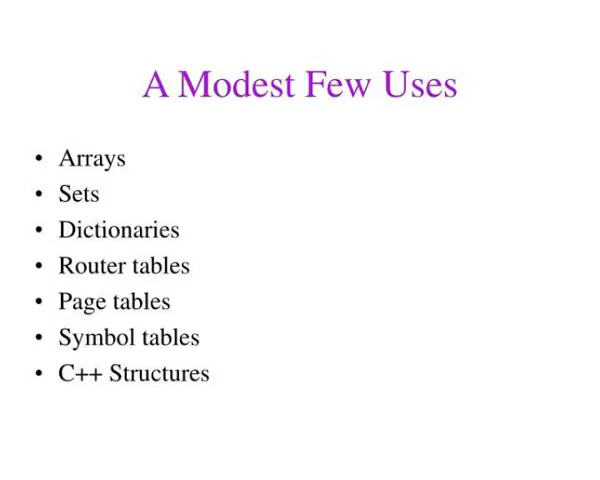 A Modest Few Uses
• Arrays
• Sets
• Dictionaries
• Router tables
• Page tables
• Symbol tables
• C++ Structures